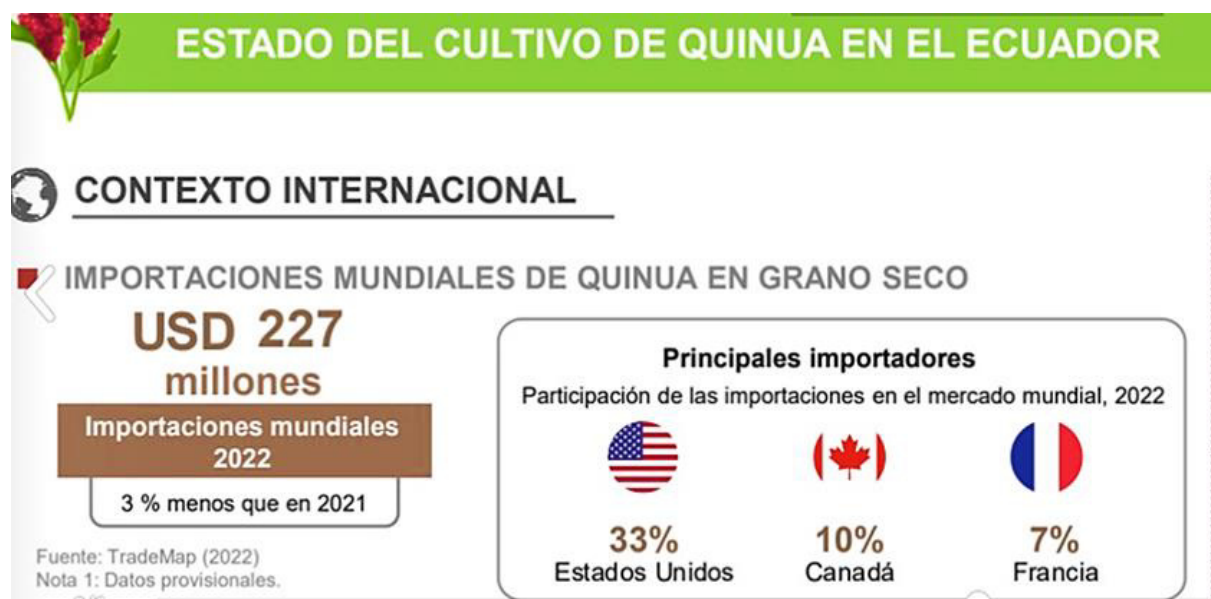 ESTADO DEL CULTIVO DE QUINUA EN EL ECUADOR
CONTEXTO INTERNACIONAL
IMPORTACIONES MUNDIALES DE QUINUA EN GRANO SECO
USD 227
millones
Importaciones mundiales
2022
3 % menos que en 2021
Fuente: TradeMap (2022)
Nota 1: Datos provisionales.
Principales importadores
Participación de las importaciones en el mercado mundial, 2022
33%
Estados Unidos
10%
Canadá
7%
Francia